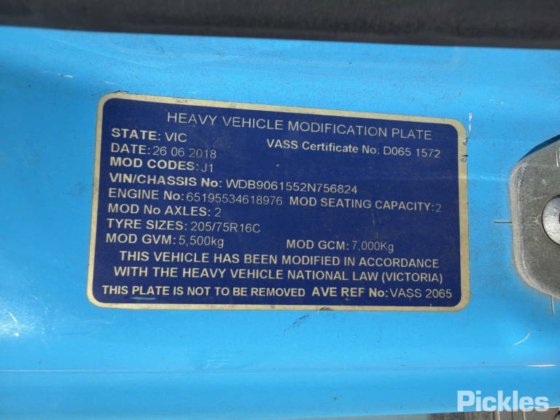 HEAVY VEHICLE MODIFICATION PLATE
STATE: VIC VASS Certificate No: D065 1572
DATE: 26 06 2018
MOD CODES: J1
VIN/CHASSIS No: WDB9061552N756824
ENGINE No: 65195534618976 MOD SEATING CAPACITY: 2
MOD No AXLES: 2
TYRE SIZES: 205/75R16C
MOD GVM: 5,500kg MOD GCM: 7,000Kg
THIS VEHICLE HAS BEEN MODIFIED IN ACCORDANCE
WITH THE HEAVY VEHICLE NATIONAL LAW (VICTORIA)
THIS PLATE IS NOT TO BE REMOVED AVE REF No: VASS 2065
Pickles